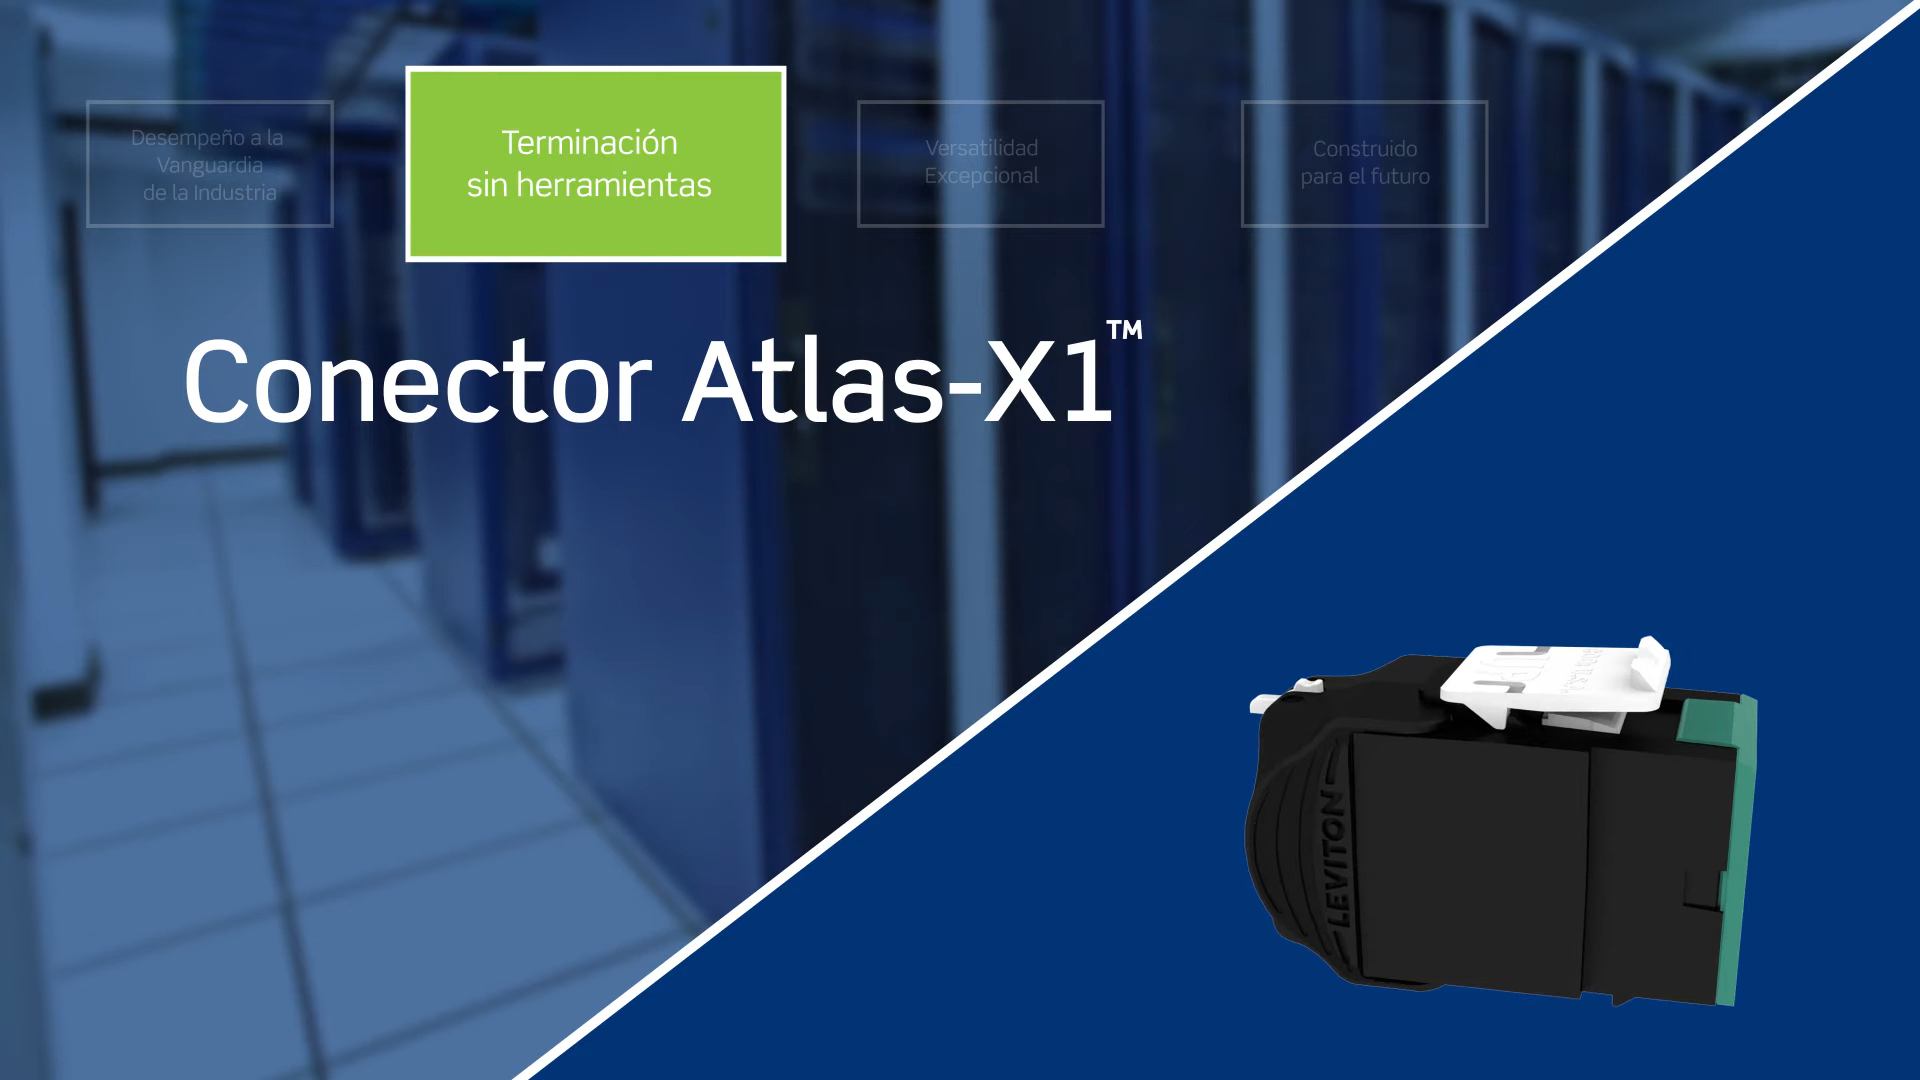 Desempeño a la
Vanguardia
de la Industria
Terminación
sin herramientas
Versatilidad
Excepcional
Construido
para el futuro
Conector Atlas-X1™
LEVITON